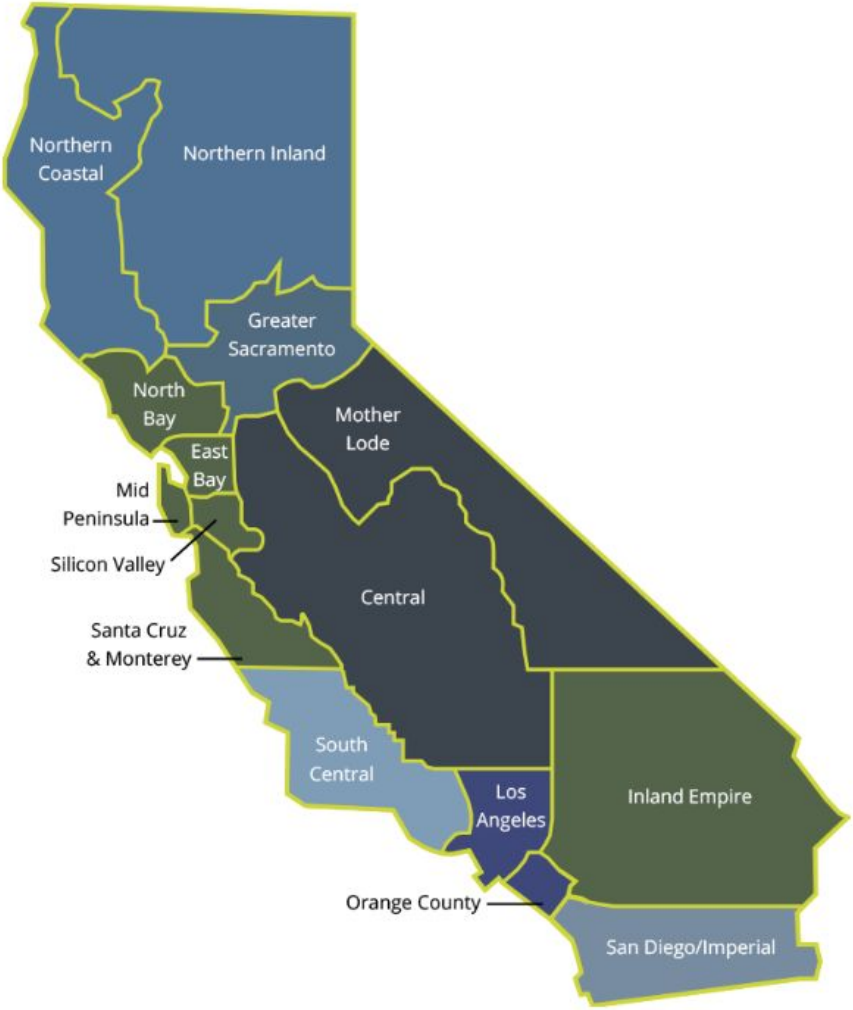 Northern
Coastal
Northern Inland
Greater
Sacramento
North
Bay
Mother
Lode
East
Bay
Mid
Peninsula
Silicon Valley
Central
Santa Cruz
& Monterey
South
Central
Los
Angeles
Inland Empire
Orange County
San Diego/Imperial